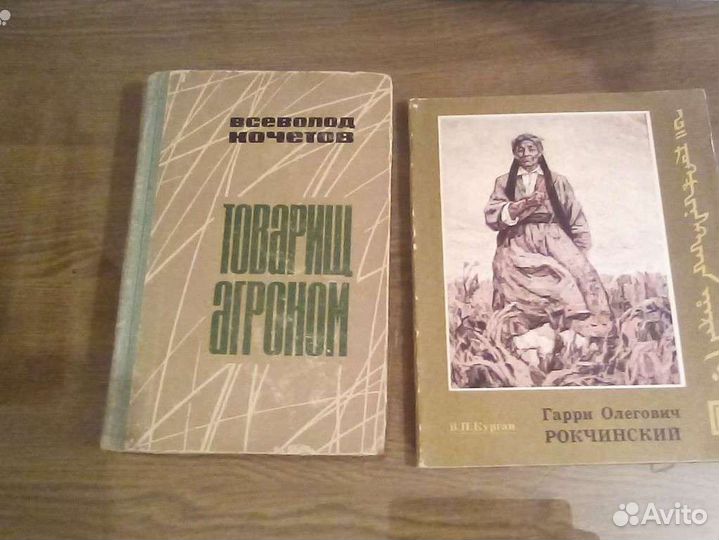 ВСЕВОЛОД
КОЧЕТОВ
ТОВАРИЩ
АГРОНОМ
В.П.Курган
Гарри Олегович
РОКЧИНСКИЙ
Avito